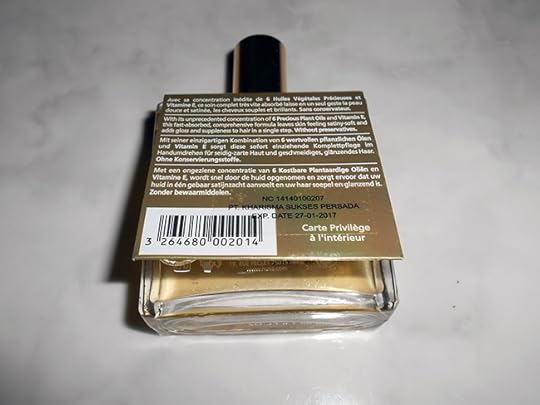 Avec sa concentration inédite de 6 Huiles Végétales Précieuses et
Vitamine E, ce soin complet très vite absorbé laisse en un seul geste la peau
douce et satinée, les cheveux souples et brillants. Sans conservateur.
With its unprecedented concentration of 6 Precious Plant Oils and Vitamin E,
this fast-absorbed, comprehensive formula leaves skin feeling satiny-soft and
adds gloss and suppleness to hair in a single step. Without preservatives.
Mit seiner einzigartigen Kombination von 6 wertvollen pflanzlichen Ölen
und Vitamin E sorgt diese sofort einziehende Komplettpflege im
Handumdrehen für seidig-zarte Haut und geschmeidiges, glänzendes Haar.
Ohne Konservierungsstoffe.
Met een ongeziene concentratie van 6 Kostbare Plantaardige Oliën en
Vitamine E, wordt snel door de huid opgenomen en zorgt ervoor dat uw
huid in één gebaar satijnzacht aanvoelt en uw haar soepel en glanzend is.
Zonder bewaarmiddelen.
NC 14140100207
PT. KHARISMA SUKSES PERSADA
EXP. DATE 27-01-2017
3 264680 002014
Carte Privilège
à l'intérieur